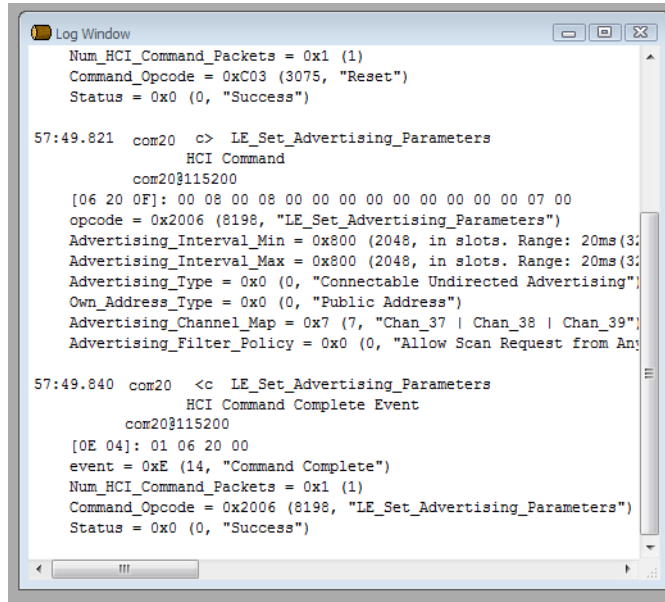 Log Window
Num_HCI_Command_Packets = 0x1 (1)
Command_Opcode = 0xC03 (3075, "Reset")
Status = 0x0 (0, "Success")
57:49.821 com20 c> LE_Set_Advertising_Parameters
HCI Command
com20@115200
[06 20 0F]: 00 08 00 08 00 00 00 00 00 00 00 00 00 07 00
opcode = 0x2006 (8198, "LE_Set_Advertising_Parameters")
Advertising_Interval_Min = 0x800 (2048, in slots. Range: 20ms(32
Advertising_Interval_Max = 0x800 (2048, in slots. Range: 20ms(32
Advertising_Type = 0x0 (0, "Connectable Undirected Advertising")
Own_Address_Type = 0x0 (0, "Public Address")
Advertising_Channel_Map = 0x7 (7, "Chan_37 | Chan_38 | Chan_39")
Advertising_Filter_Policy = 0x0 (0, "Allow Scan Request from Any
57:49.840 com20 <c LE_Set_Advertising_Parameters
HCI Command Complete Event
com20@115200
[0E 04]: 01 06 20 00
event = 0xE (14, "Command Complete")
Num_HCI_Command_Packets = 0x1 (1)
Command_Opcode = 0x2006 (8198, "LE_Set_Advertising_Parameters")
Status = 0x0 (0, "Success")